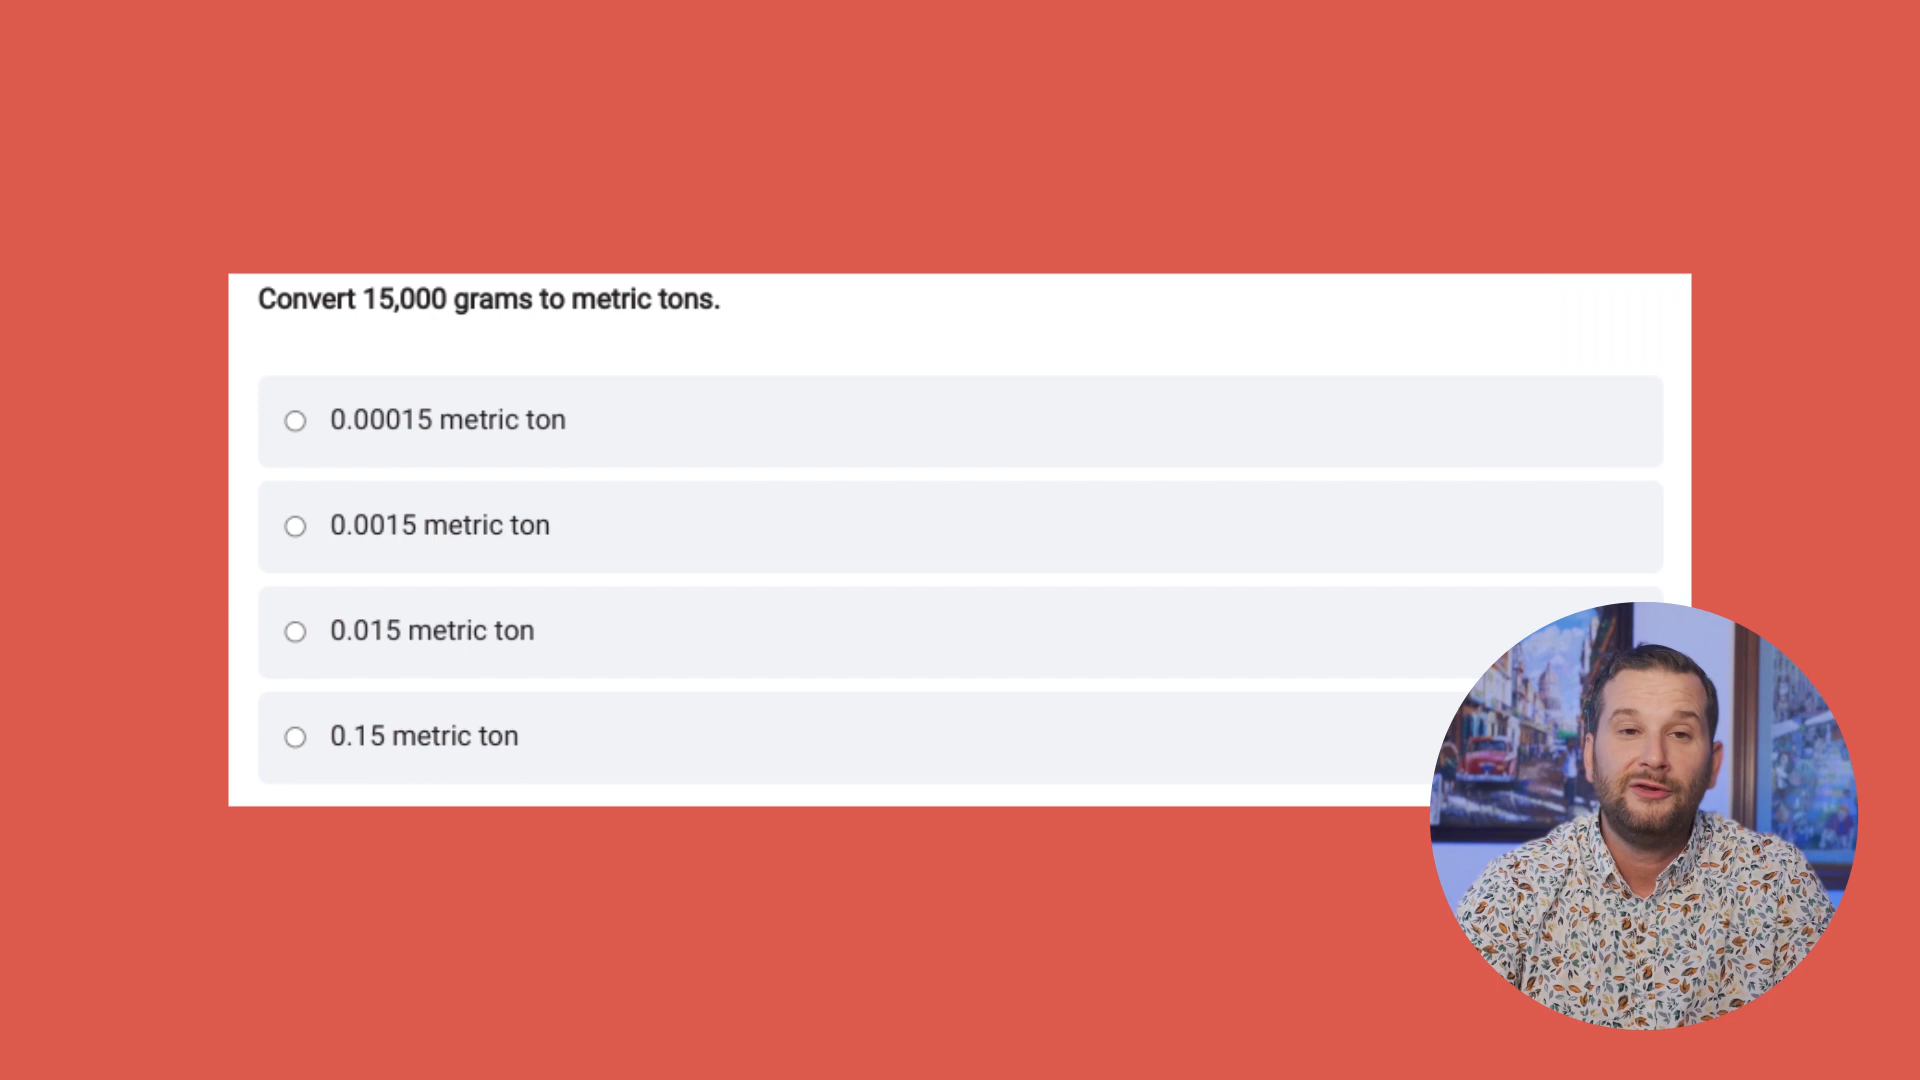 Convert 15,000 grams to metric tons.
0.00015 metric ton
0.0015 metric ton
0.015 metric ton
0.15 metric ton